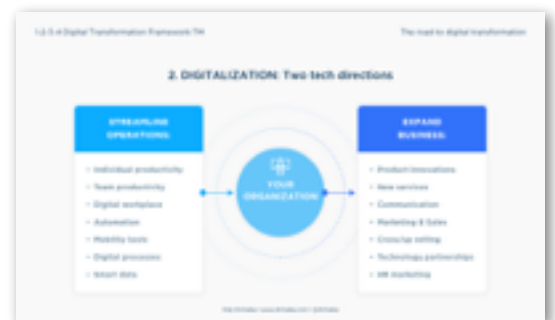 1-2-3-4 Digital Transformation Framework TM
The road to digital transformation
2. DIGITALIZATION: Two tech directions
STREAMLINE
OPERATIONS:
Individual productivity
Team productivity
Digital workplace
Automation
Mobility tools
Digital processes
Smart data
YOUR
ORGANIZATION
EXPAND
BUSINESS:
Product innovations
New services
Communication
Marketing & Sales
Cross/up selling
Technology partnerships
HR marketing